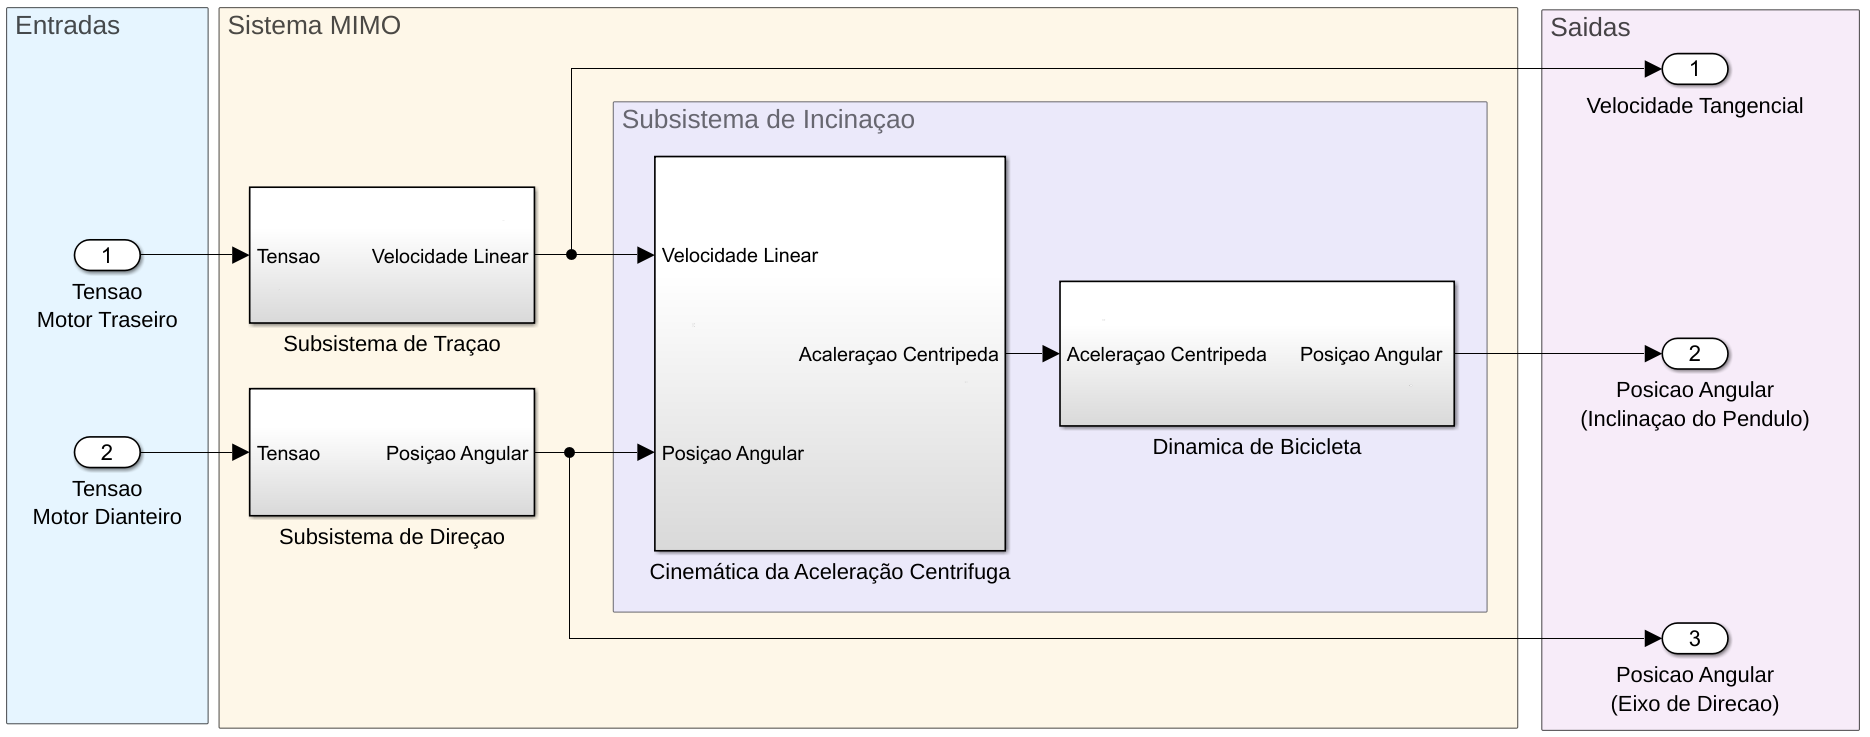 Entradas
1
Tensao
Motor Traseiro
2
Tensao
Motor Dianteiro
Sistema MIMO
Tensao
Velocidade Linear
Subsistema de Traçao
Tensao
Posiçao Angular
Subsistema de Direçao
Subsistema de Incinaçao
Velocidade Linear
Acaleraçao Centripeda
Posiçao Angular
Cinemática da Aceleração Centrifuga
Aceleraçao Centripeda
Posiçao Angular
Dinamica de Bicicleta
Saidas
1
Velocidade Tangencial
2
Posicao Angular
(Inclinaçao do Pendulo)
3
Posicao Angular
(Eixo de Direcao)